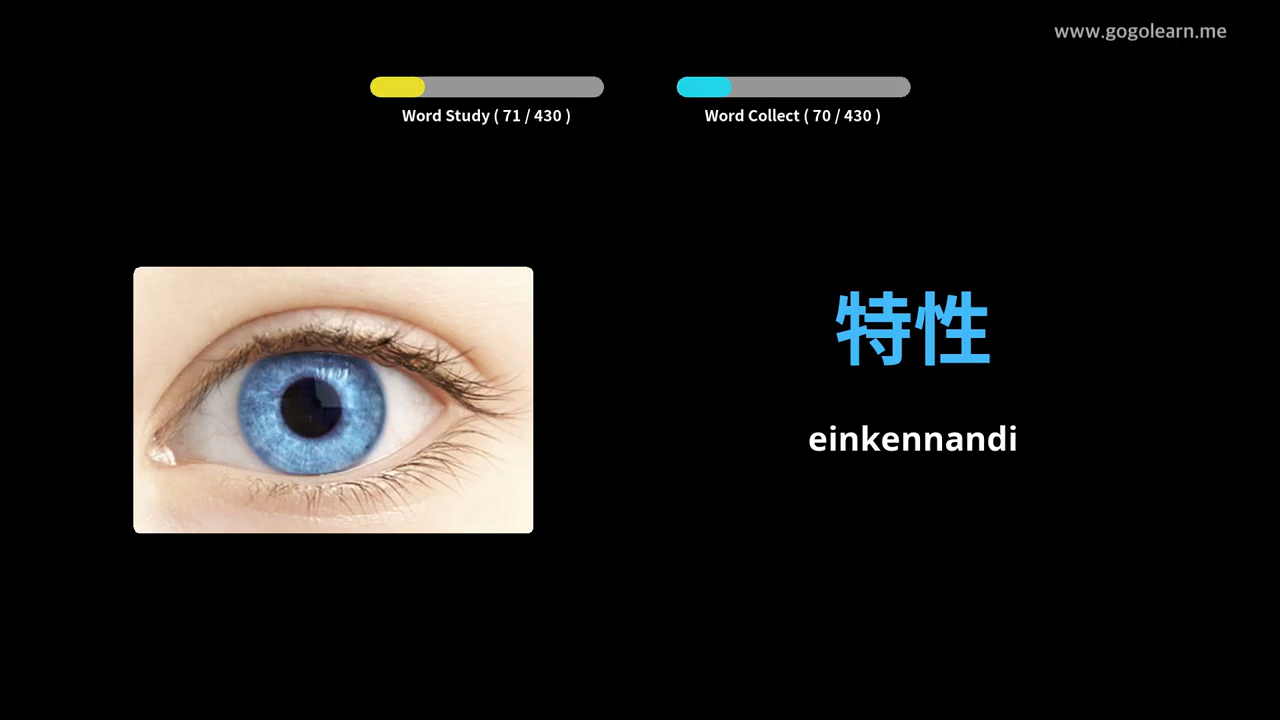 www.gogolearn.me
Word Study ( 71 / 430 )
Word Collect ( 70 / 430 )
特性
einkennandi